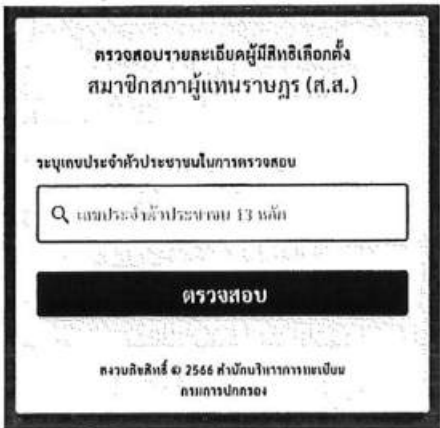 ตรวจสอบรายละเอียดผู้มีสิทธิเลือกตั้ง
สมาชิกสภาผู้แทนราษฎร (ส.ส.)
ระบุเลขประจำตัวประชาชนในการตรวจสอบ
เลขประจำตัวประชาชน 13 หลัก
ตรวจสอบ
สงวนลิขสิทธิ์ © 2566 สำนักบริหารการทะเบียน
กรมการปกครอง